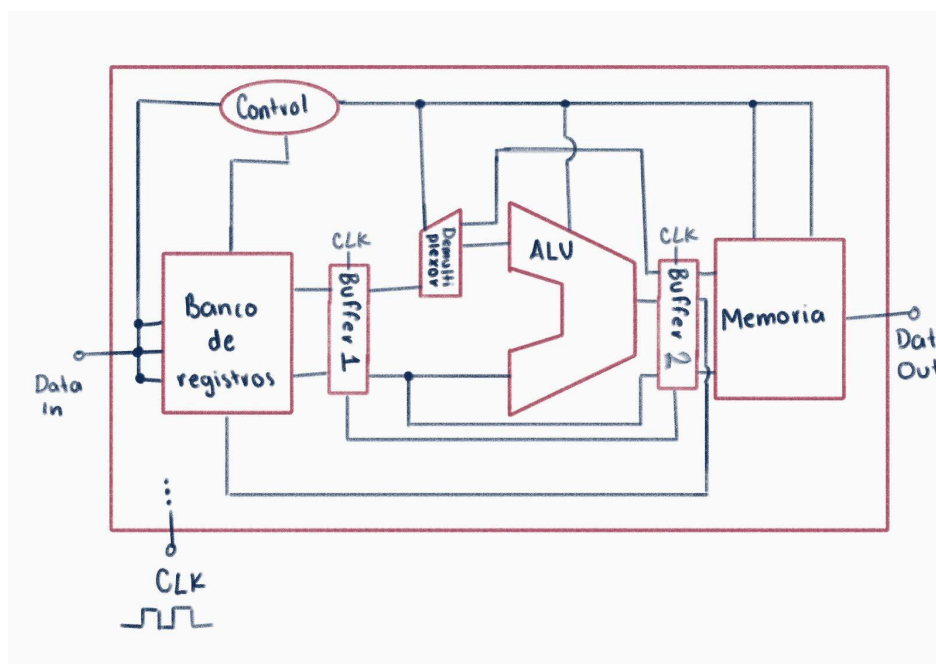 Control
CLK
CLK
Demulti
plexor
ALU
Banco
de
registros
Buffer 1
Buffer 2
Memoria
Data
In
Dat
Out
CLK